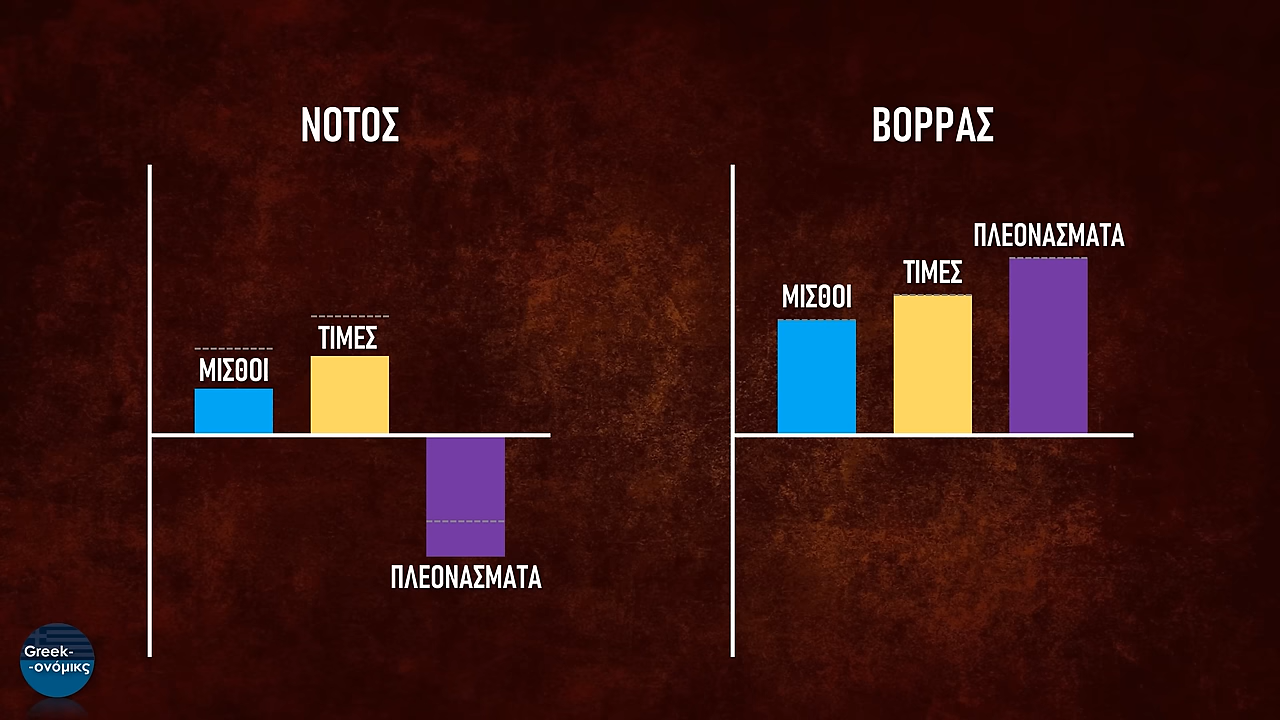 ΝΟΤΟΣ
ΜΙΣΘΟΙ
ΤΙΜΕΣ
ΠΛΕΟΝΑΣΜΑΤΑ
ΒΟΡΡΑΣ
ΜΙΣΘΟΙ
ΤΙΜΕΣ
ΠΛΕΟΝΑΣΜΑΤΑ
Greek-
-ονόμικς